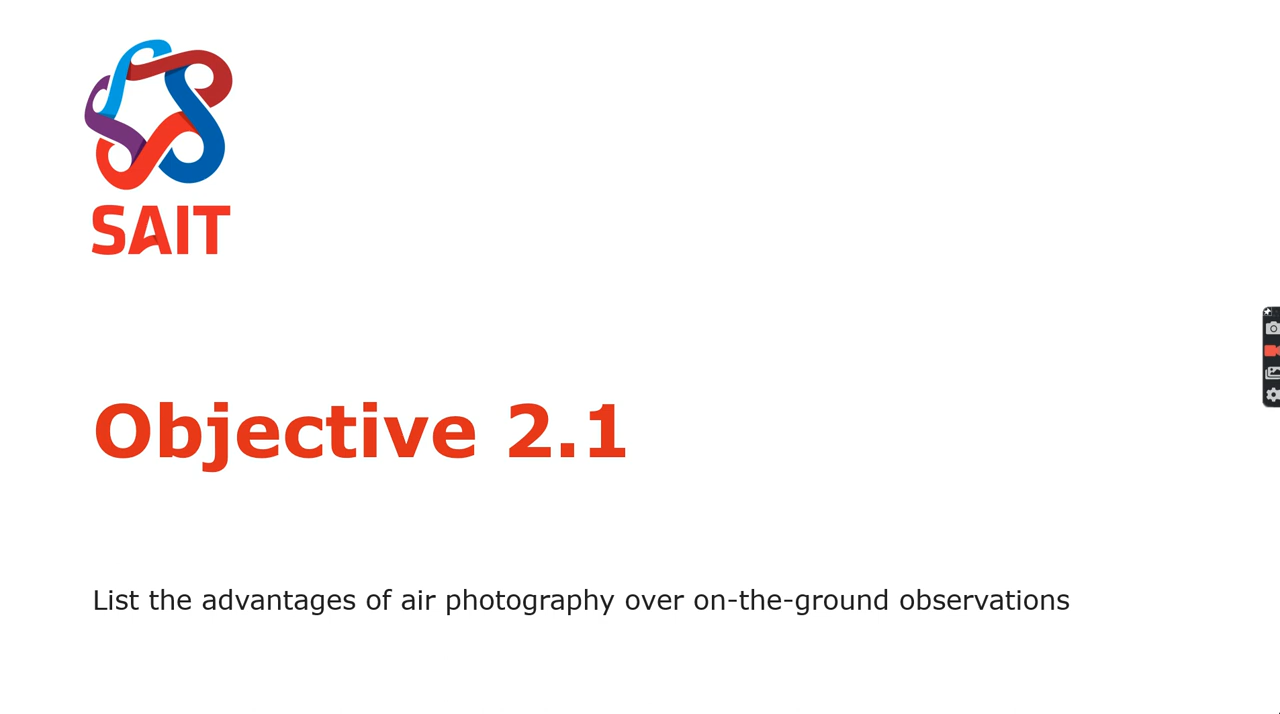 SAIT
Objective 2.1
List the advantages of air photography over on-the-ground observations